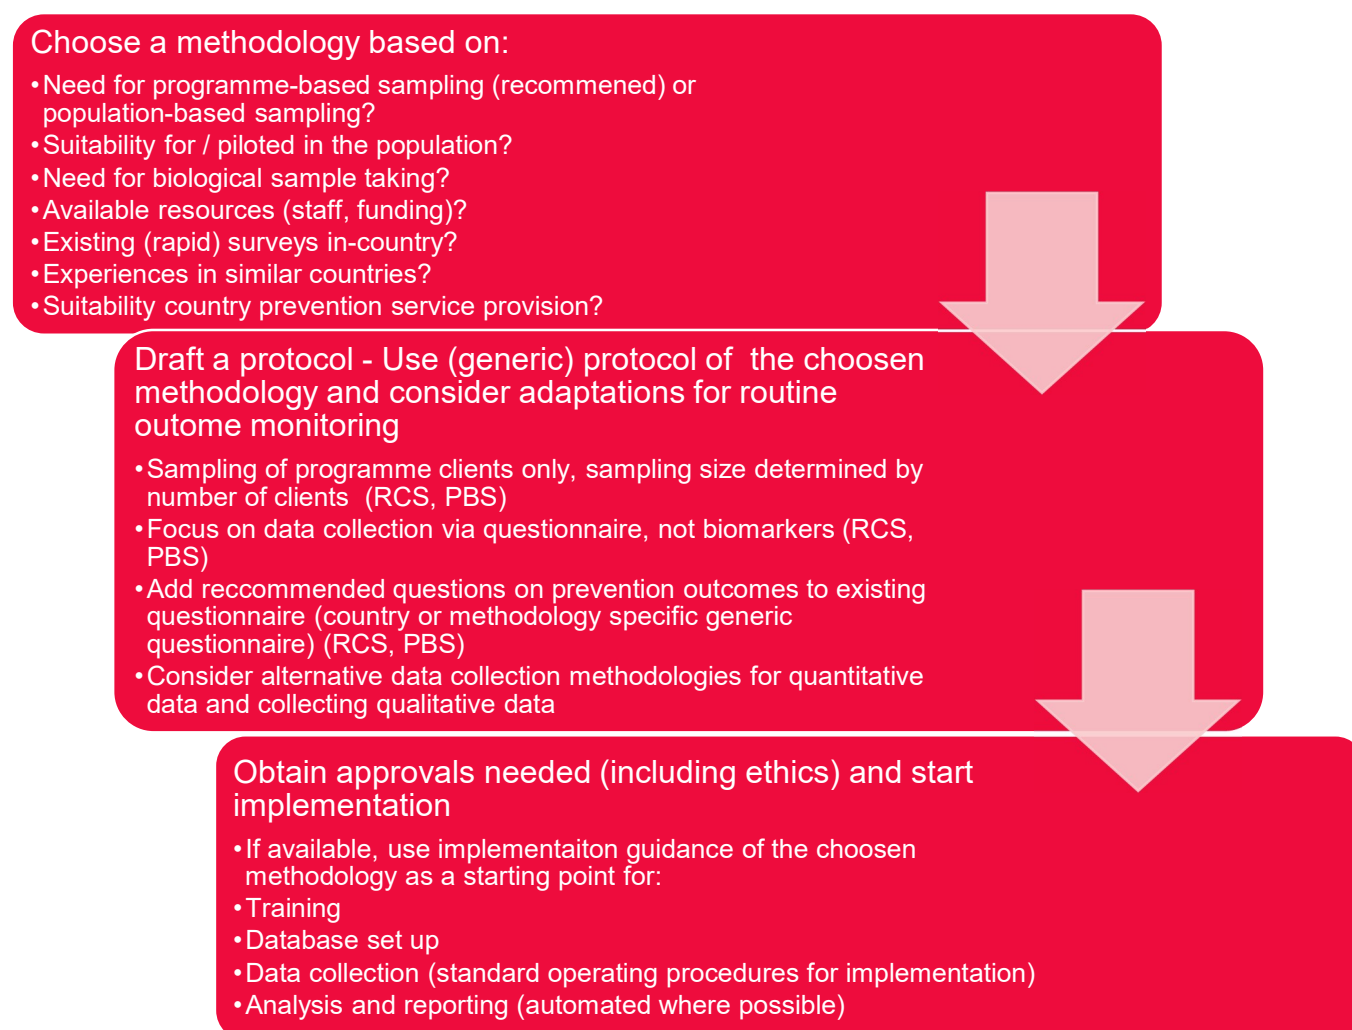 Choose a methodology based on:
•Need for programme-based sampling (recommened) or
population-based sampling?
•Suitability for / piloted in the population?
•Need for biological sample taking?
•Available resources (staff, funding)?
•Existing (rapid) surveys in-country?
•Experiences in similar countries?
•Suitability country prevention service provision?
Draft a protocol - Use (generic) protocol of  the choosen
methodology and consider adaptations for routine
outome monitoring
•Sampling of programme clients only, sampling size determined by
number of clients  (RCS, PBS)
•Focus on data collection via questionnaire, not biomarkers (RCS,
PBS)
•Add reccommended questions on prevention outcomes to existing
questionnaire (country or methodology specific generic
questionnaire) (RCS, PBS)
•Consider alternative data collection methodologies for quantitative
data and collecting qualitative data
Obtain approvals needed (including ethics) and start
implementation
•If available, use implementaiton guidance of the choosen
methodology as a starting point for:
•Training
•Database set up
•Data collection (standard operating procedures for implementation)
•Analysis and reporting (automated where possible)